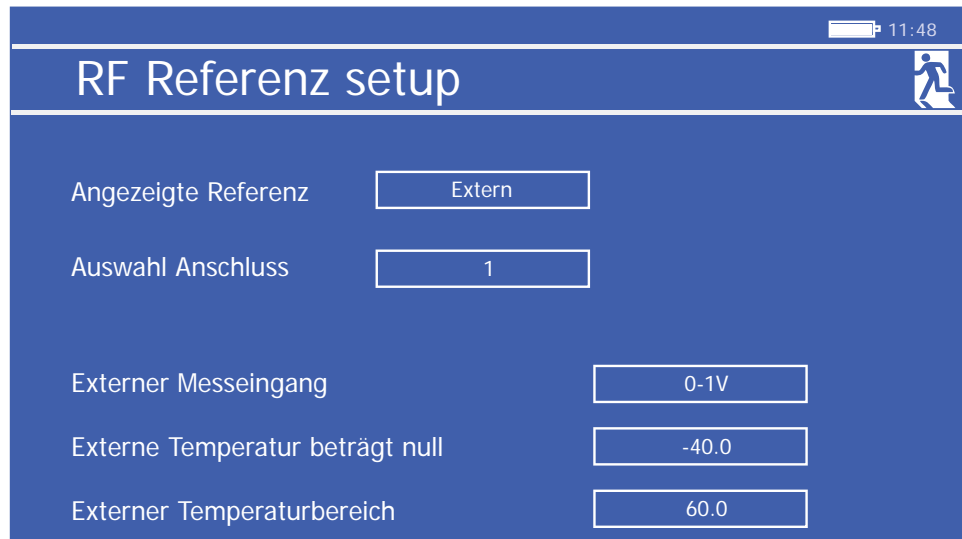 11:48
RF Referenz setup
Angezeigte Referenz Extern
Auswahl Anschluss 1
Externer Messeingang 0-1V
Externe Temperatur beträgt null -40.0
Externer Temperaturbereich 60.0